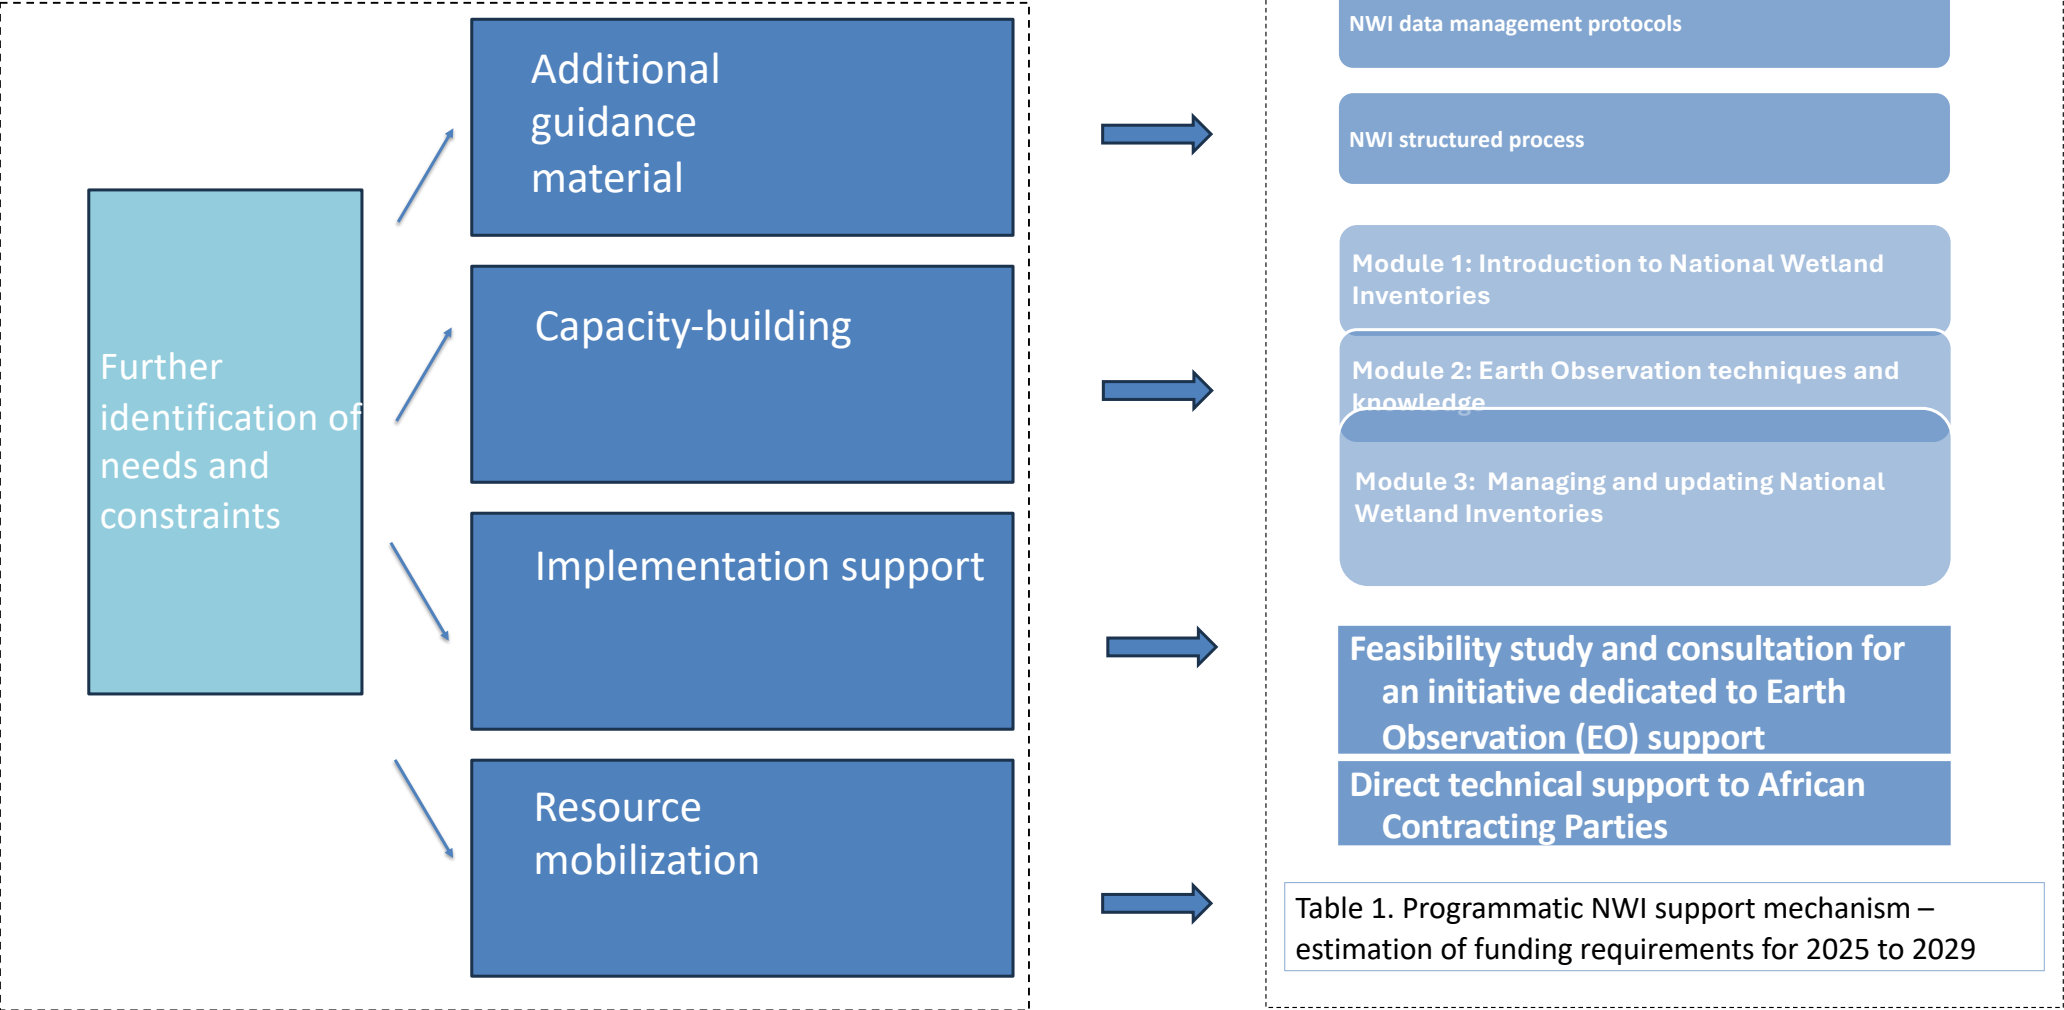 Further
identification of
needs and
constraints
Additional
guidance
material
Capacity-building
Implementation support
Resource
mobilization
NWI data management protocols
NWI structured process
Module 1: Introduction to National Wetland
Inventories
Module 2: Earth Observation techniques and
knowledge
Module 3:  Managing and updating National
Wetland Inventories
Feasibility study and consultation for
an initiative dedicated to Earth
Observation (EO) support
Direct technical support to African
Contracting Parties
Table 1. Programmatic NWI support mechanism –
estimation of funding requirements for 2025 to 2029